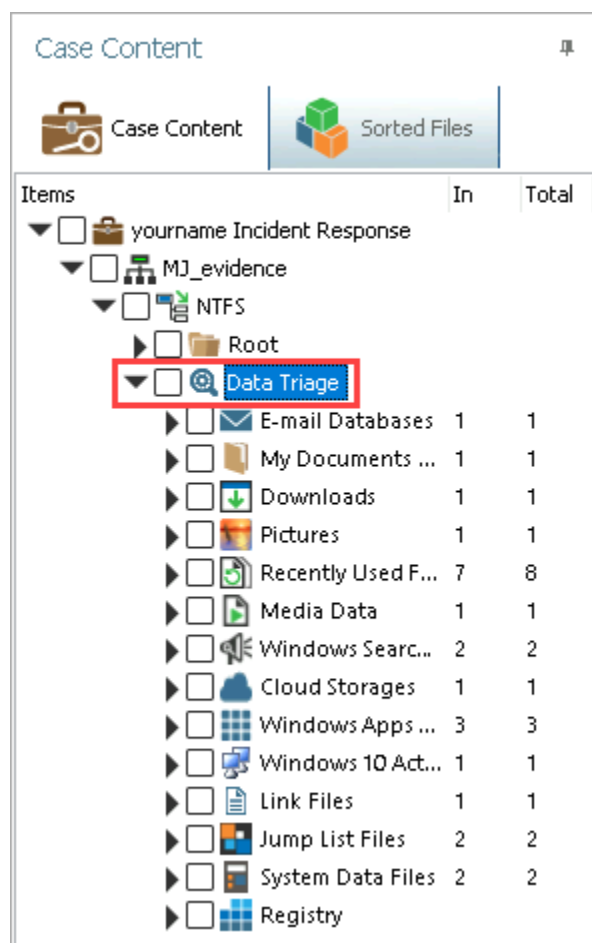 Case Content
Case Content Sorted Files
Items In Total
yourname Incident Response
MJ_evidence
NTFS
Root
Data Triage
E-mail Databases 1 1
My Documents ... 1 1
Downloads 1 1
Pictures 1 1
Recently Used F... 7 8
Media Data 1 1
Windows Searc... 2 2
Cloud Storages 1 1
Windows Apps ... 3 3
Windows 10 Act... 1 1
Link Files 1 1
Jump List Files 2 2
System Data Files 2 2
Registry